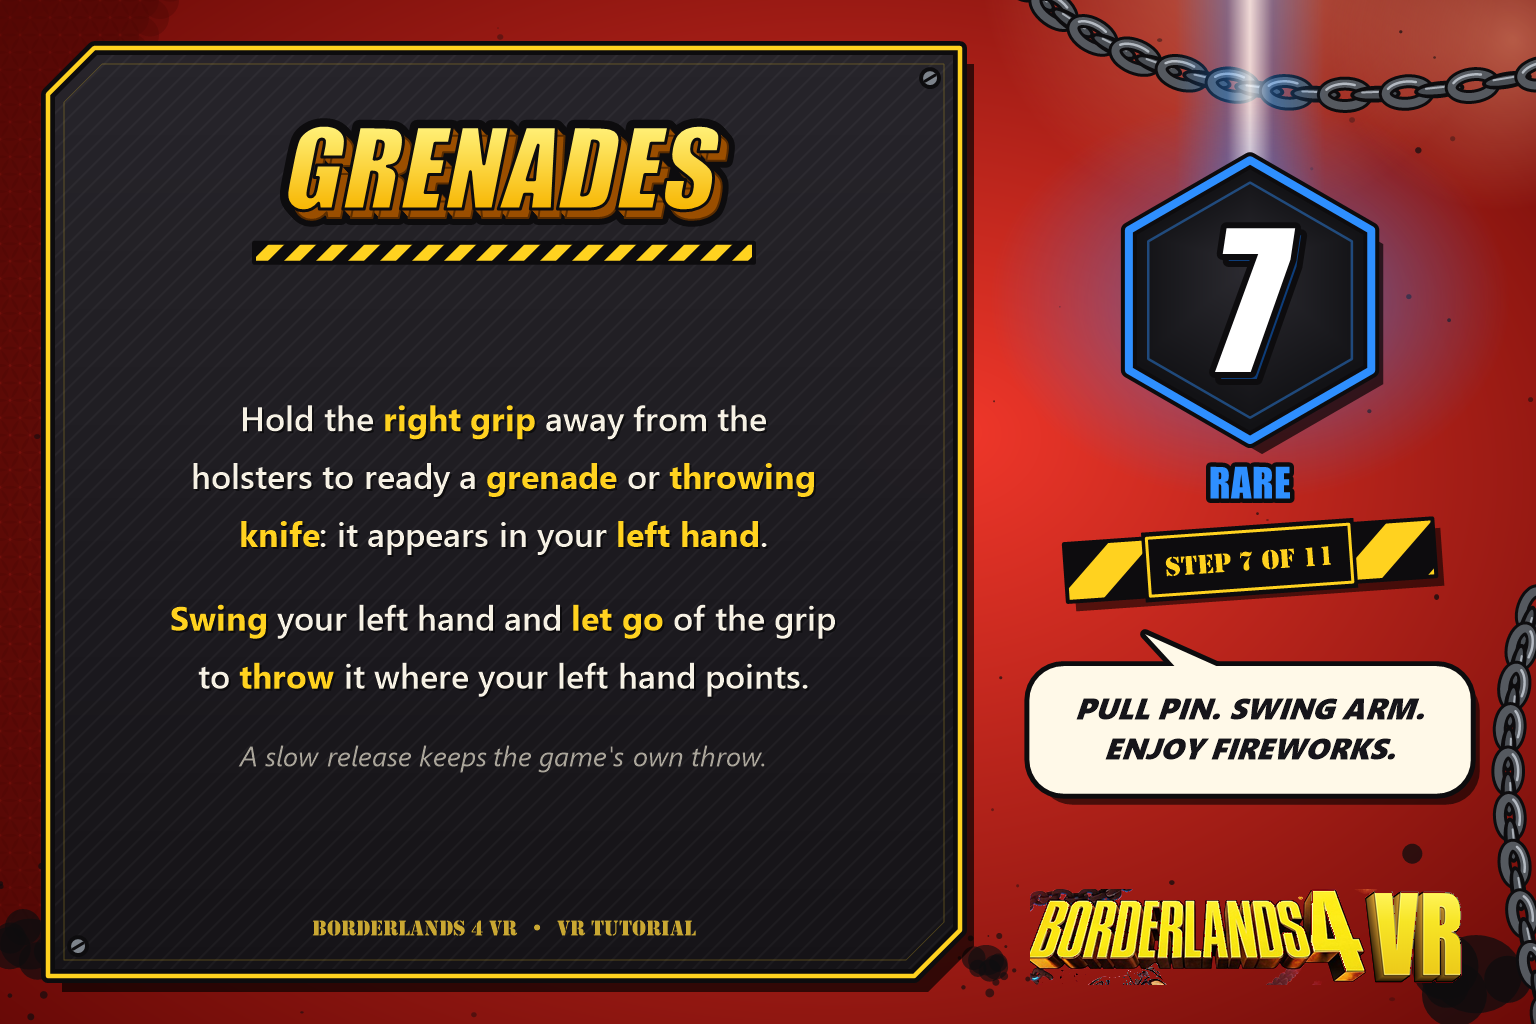 GRENADES
Hold the right grip away from the
holsters to ready a grenade or throwing
knife: it appears in your left hand.
Swing your left hand and let go of the grip
to throw it where your left hand points.
A slow release keeps the game's own throw.
BORDERLANDS 4 VR • VR TUTORIAL
7
RARE
STEP 7 OF 11
PULL PIN. SWING ARM.
ENJOY FIREWORKS.
BORDERLANDS 4 VR